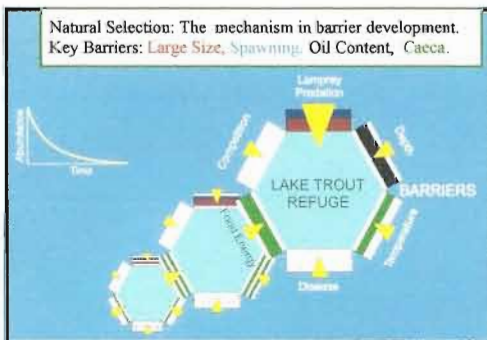 Natural Selection: The mechanism in barrier development.
Key Barriers: Large Size, Spawning, Oil Content, Caeca.
Lamprey
Predation
Abundance
Time
Competition
Depth
LAKE TROUT
REFUGE
BARRIERS
Food Energy
Temperature
Disease